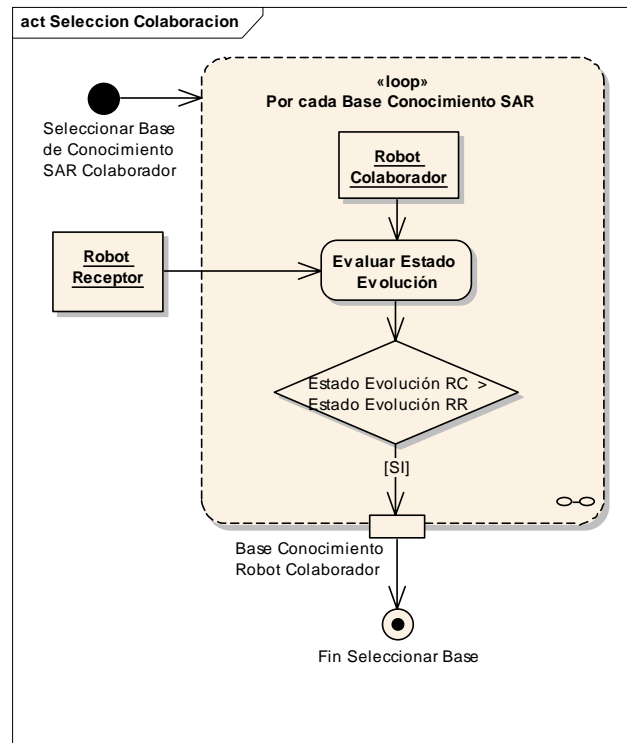 act Seleccion Colaboracion
«loop»
Por cada Base Conocimiento SAR
Seleccionar Base
de Conocimiento
SAR Colaborador
Robot
Colaborador
Robot
Receptor
Evaluar Estado
Evolución
Estado Evolución RC >
Estado Evolución RR
[SI]
Base Conocimiento
Robot Colaborador
Fin Seleccionar Base